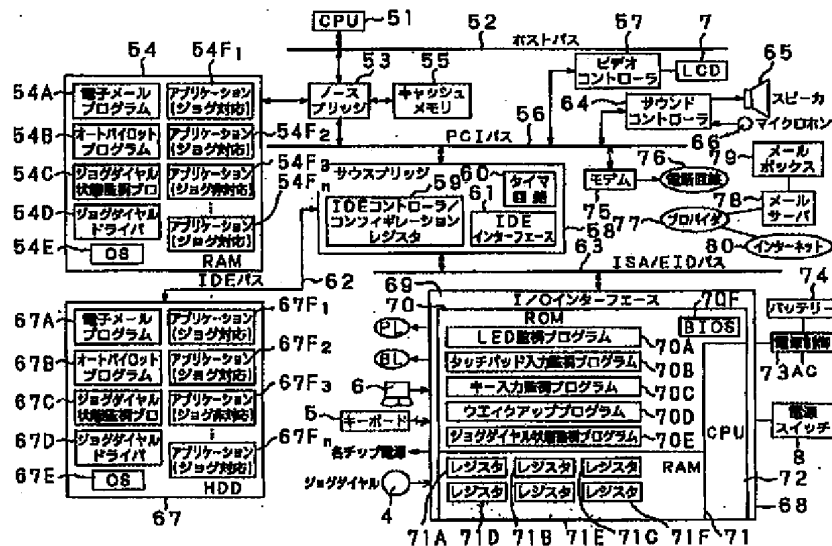 CPU 51
52
ホストバス
57
7
ビデオ
コントローラ
LCD
65
54
54F1
53
55
ノース
ブリッジ
キャッシュ
メモリ
64
サウンド
コントローラ
スピーカ
66
マイクロホン
56
PCIバス
54A
電子メール
プログラム
アプリケーション
(ジョグ対応)
54B
オートパイロット
プログラム
アプリケーション
(ジョグ対応)
54F2
54C
ジョグダイヤル
状態監視プロ
アプリケーション
(ジョグ非対応)
54F3
54D
ジョグダイヤル
ドライバ
アプリケーション
(ジョグ対応)
54Fn
54E
OS
RAM
サウスブリッジ
59
60
タイマ
回路
61
IDEコントローラ/
コンフィギレーション
レジスタ
IDE
インターフェース
58
モデム
75
76
電話回線
77
プロバイダ
79
メール
ボックス
78
メール
サーバ
80
インターネット
63
ISA/EIOバス
IDEバス
62
67A
電子メール
プログラム
アプリケーション
(ジョグ対応)
67F1
67B
オートパイロット
プログラム
アプリケーション
(ジョグ対応)
67F2
67C
ジョグダイヤル
状態監視プロ
アプリケーション
(ジョグ非対応)
67F3
67D
ジョグダイヤル
ドライバ
アプリケーション
(ジョグ対応)
67Fn
67E
OS
HDD
67
69
I/Oインターフェース
70
ROM
70F
BIOS
LED監視プログラム
70A
タッチパッド入力監視プログラム
70B
キー入力監視プログラム
70C
ウエイクアッププログラム
70D
ジョグダイヤル状態監視プログラム
70E
CPU
PL
BL
6
5
キーボード
各チップ電源
ジョグダイヤル
4
レジスタ
レジスタ
レジスタ
RAM
レジスタ
レジスタ
レジスタ
71A
71D
71B
71E
71C
71F
71
72
68
74
バッテリー
電源制御
73
AC
電源
スイッチ
8